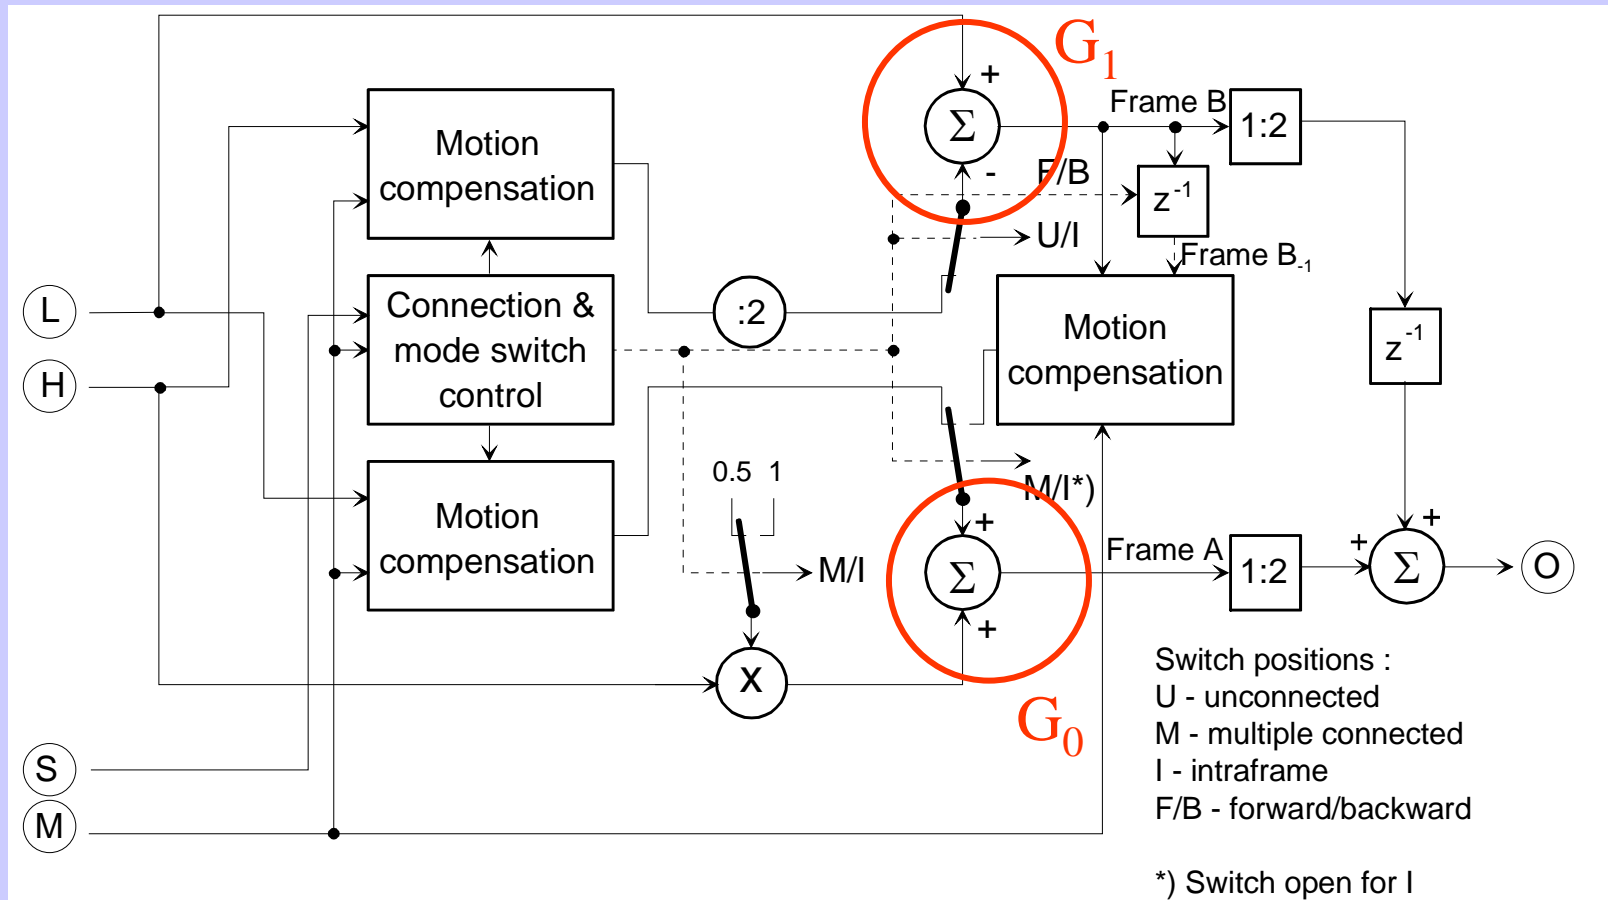 G1
+
Σ
-
Frame B
1:2
Motion
compensation
F/B
z-1
U/I
Frame B-1
L
H
Connection &
mode switch
control
:2
Motion
compensation
z-1
0.5 1
M/I*)
Motion
compensation
+
Σ
+
Frame A
1:2
+
+
Σ
O
M/I
X
G0
S
M
Switch positions :
U - unconnected
M - multiple connected
I - intraframe
F/B - forward/backward
*) Switch open for I